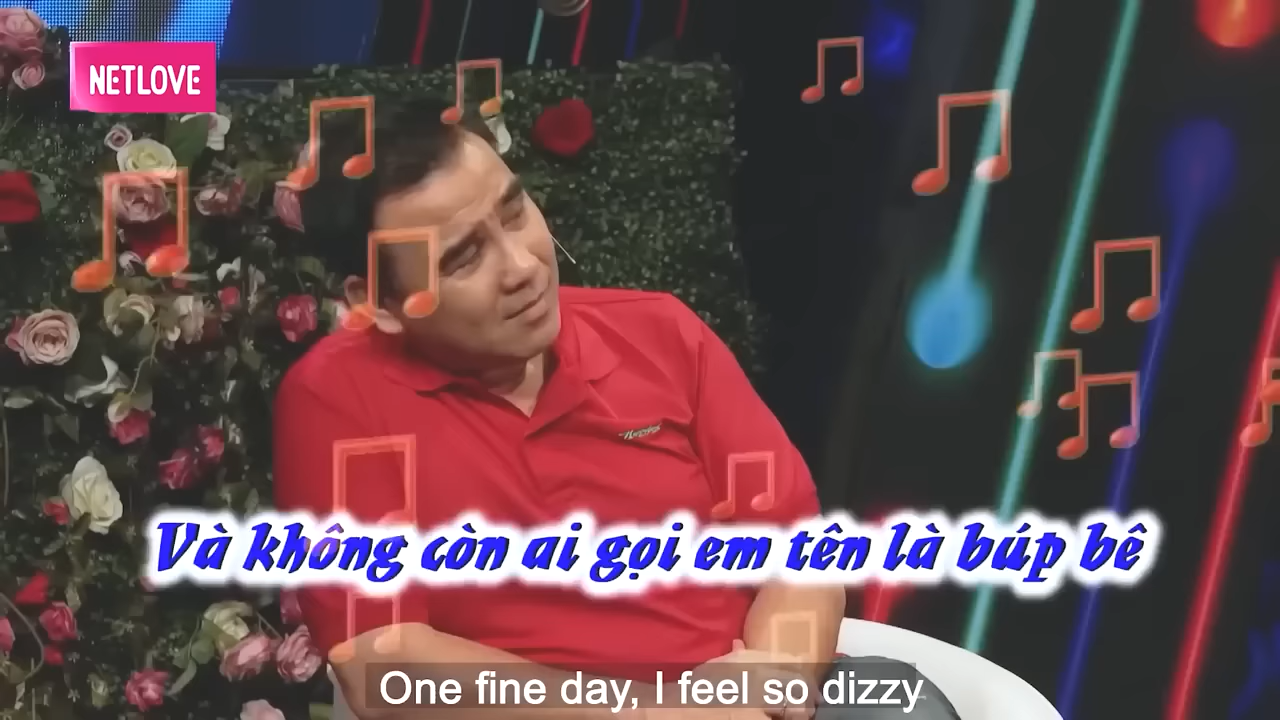 NETLOVE
Và không còn ai gọi em tên là búp bê
One fine day, I feel so dizzy